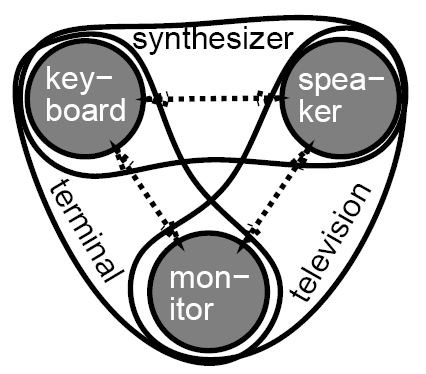 synthesizer
key–
board
spea–
ker
terminal
television
mon–
itor